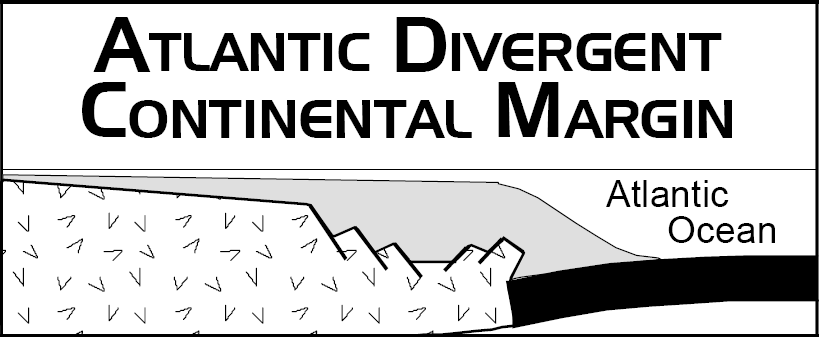 Atlantic Divergent
Continental Margin
Atlantic
Ocean